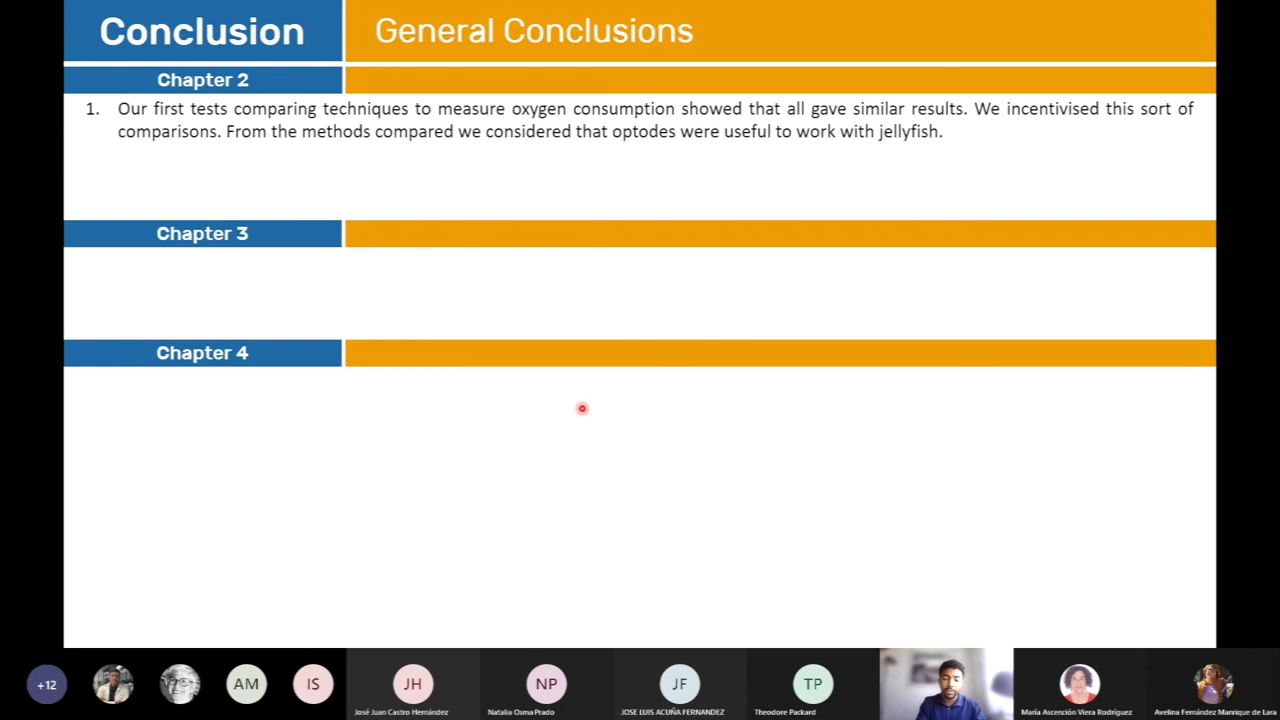 Conclusion
General Conclusions
Chapter 2
1. Our first tests comparing techniques to measure oxygen consumption showed that all gave similar results. We incentivised this sort of
comparisons. From the methods compared we considered that optodes were useful to work with jellyfish.
Chapter 3
Chapter 4
+12
AM
IS
JH
NP
JF
TP
José Juan Castro Hernández
Natalia Osma Prado
JOSE LUIS ACUÑA FERNANDEZ
Theodore Packard
María Ascención Viera Rodríguez
Avelina Fernández Manrique de Lara